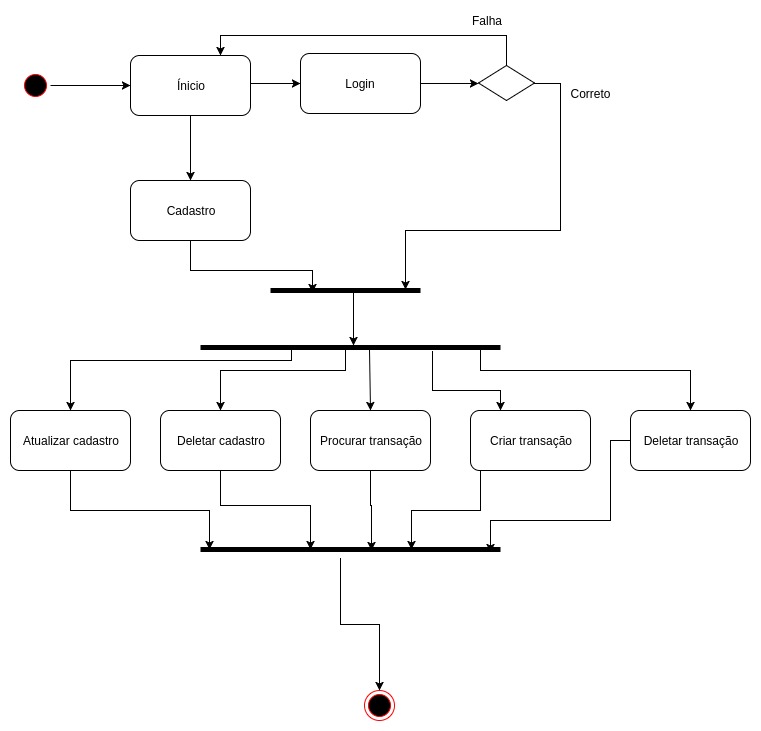 Falha
Ínicio
Login
Correto
Cadastro
Atualizar cadastro
Deletar cadastro
Procurar transação
Criar transação
Deletar transação